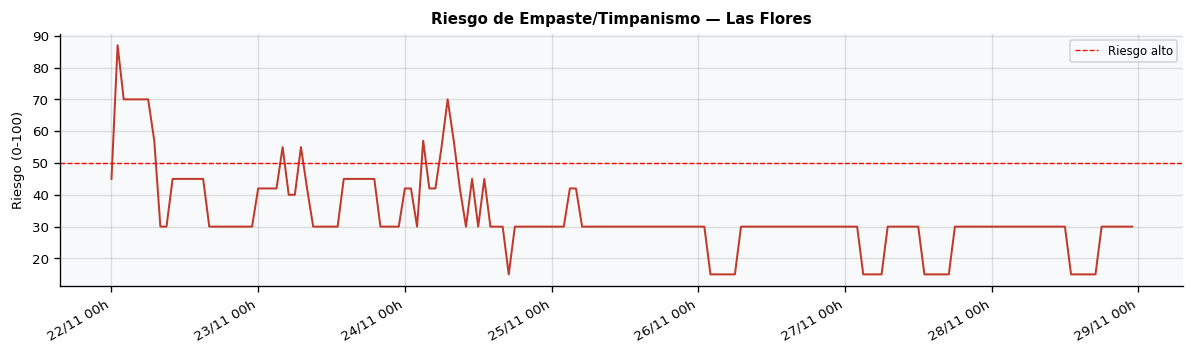 Riesgo de Empaste/Timpanismo — Las Flores
Riesgo (0-100)
90
80
70
60
50
40
30
20
Riesgo alto
22/11 00h
23/11 00h
24/11 00h
25/11 00h
26/11 00h
27/11 00h
28/11 00h
29/11 00h